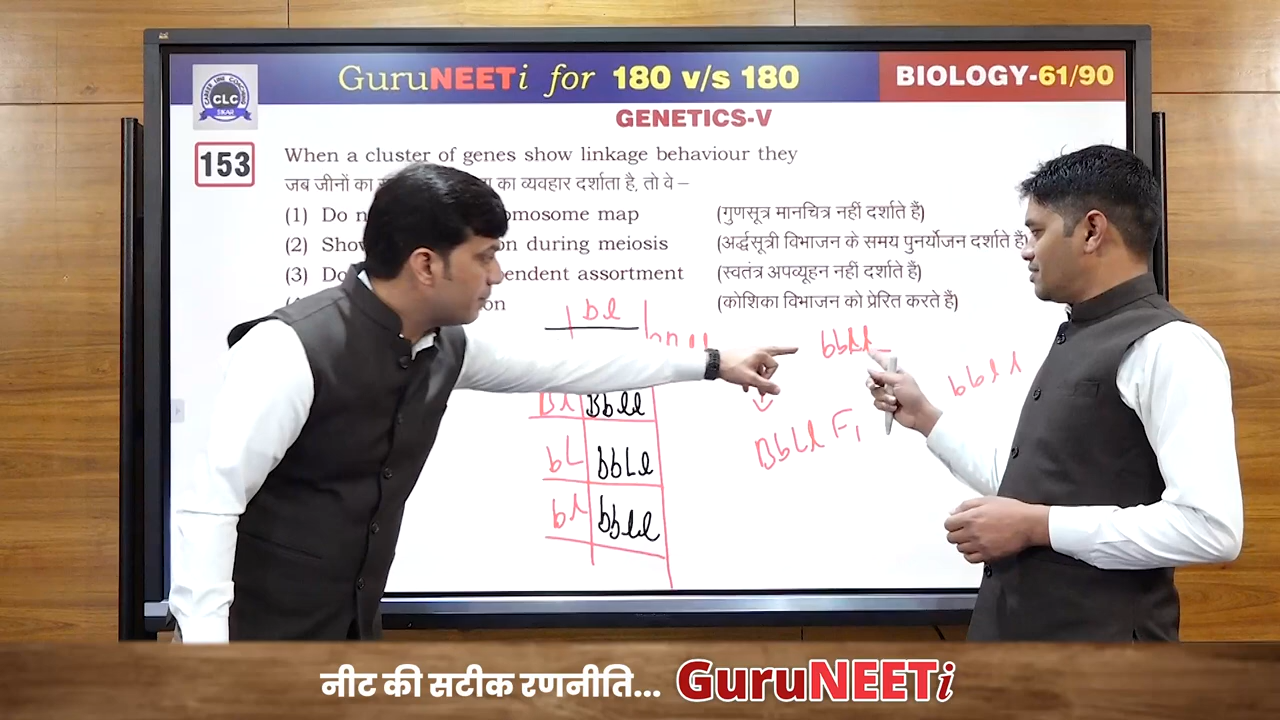 GuruNEETi for 180 v/s 180
BIOLOGY-61/90
CLC
SIKAR
GENETICS-V
153
When a cluster of genes show linkage behaviour they
जब जीनों का का व्यवहार दर्शाता है, तो वे –
(1) Do omosome map (गुणसूत्र मानचित्र नहीं दर्शाते हैं)
(2) Show on during meiosis (अर्द्धसूत्री विभाजन के समय पुनर्योजन दर्शाते हैं)
(3) Do pendent assortment (स्वतंत्र अपव्यूहन नहीं दर्शाते हैं)
on (कोशिका विभाजन को प्रेरित करते हैं)
bl
bbll
Bl Bbll
bbll
BbLl F1
bL bbLl
bl bbll
नीट की सटीक रणनीति... GuruNEETi